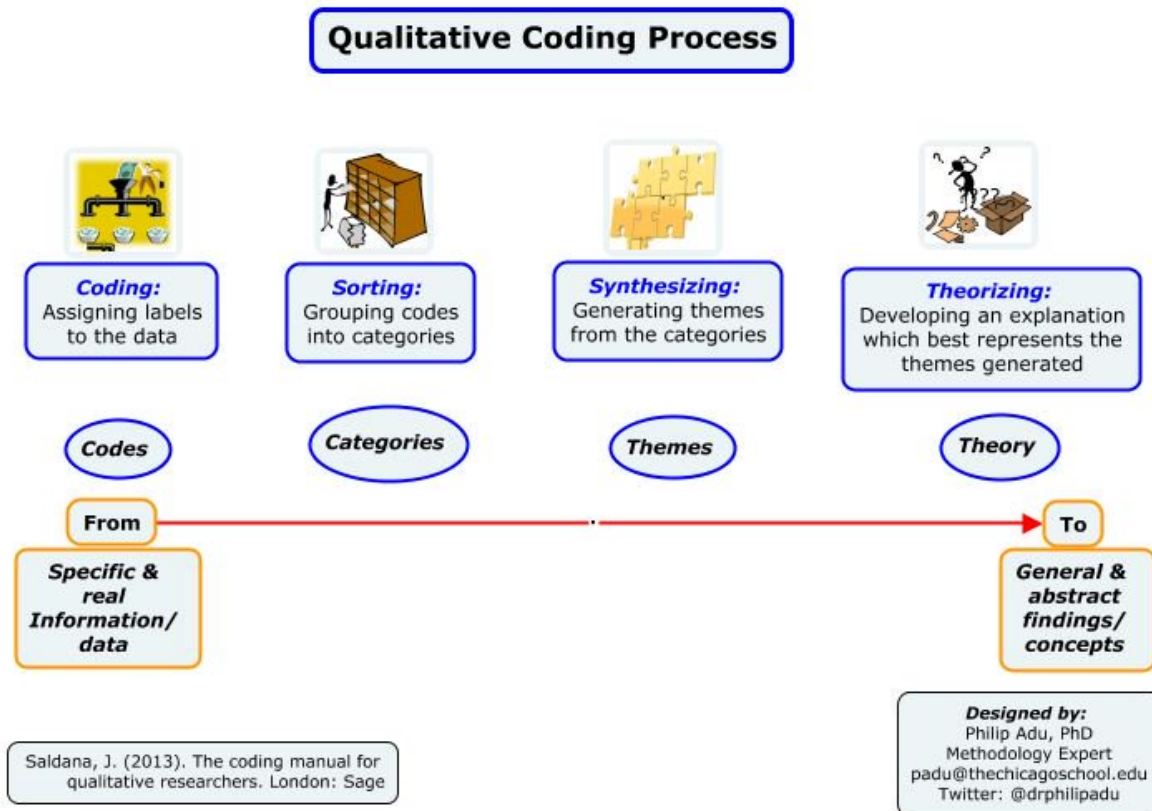 Qualitative Coding Process
Coding:
Assigning labels
to the data
Sorting:
Grouping codes
into categories
Synthesizing:
Generating themes
from the categories
Theorizing:
Developing an explanation
which best represents the
themes generated
Codes
Categories
Themes
Theory
From
To
Specific &
real
Information/
data
General &
abstract
findings/
concepts
Saldana, J. (2013). The coding manual for
qualitative researchers. London: Sage
Designed by:
Philip Adu, PhD
Methodology Expert
padu@thechicagoschool.edu
Twitter: @drphilipadu